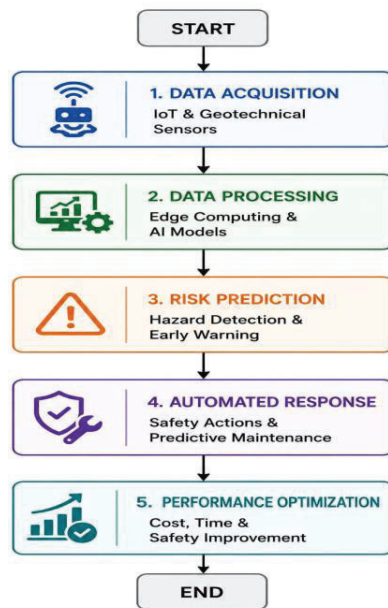 START
1. DATA ACQUISITION
IoT & Geotechnical
Sensors
2. DATA PROCESSING
Edge Computing &
AI Models
3. RISK PREDICTION
Hazard Detection &
Early Warning
4. AUTOMATED RESPONSE
Safety Actions &
Predictive Maintenance
5. PERFORMANCE OPTIMIZATION
Cost, Time &
Safety Improvement
END